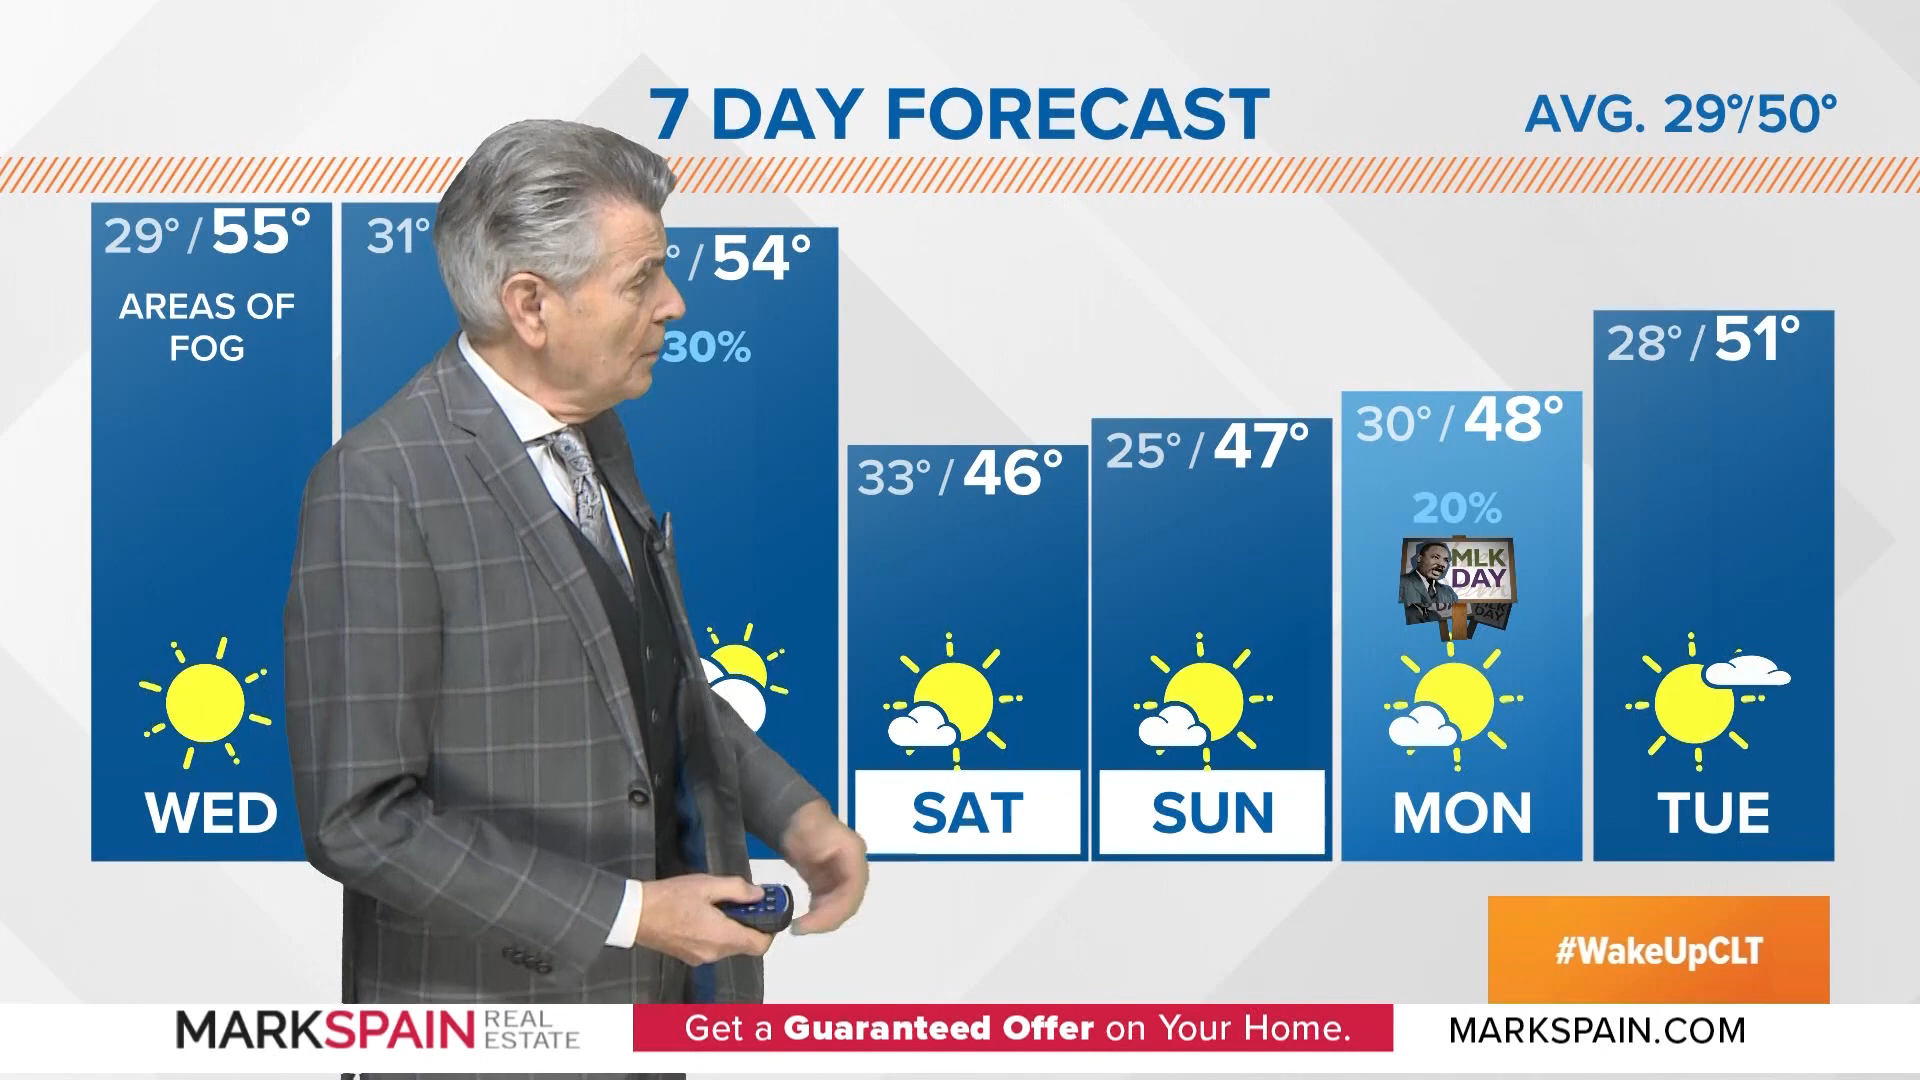 7 DAY FORECAST
AVG. 29°/50°
29° / 55°
AREAS OF
FOG
WED
31°
° / 54°
30%
33° / 46°
SAT
25° / 47°
SUN
30° / 48°
20%
MLK
DAY
MON
28° / 51°
TUE
#WakeUpCLT
MARKSPAIN REAL
ESTATE
Get a Guaranteed Offer on Your Home.
MARKSPAIN.COM